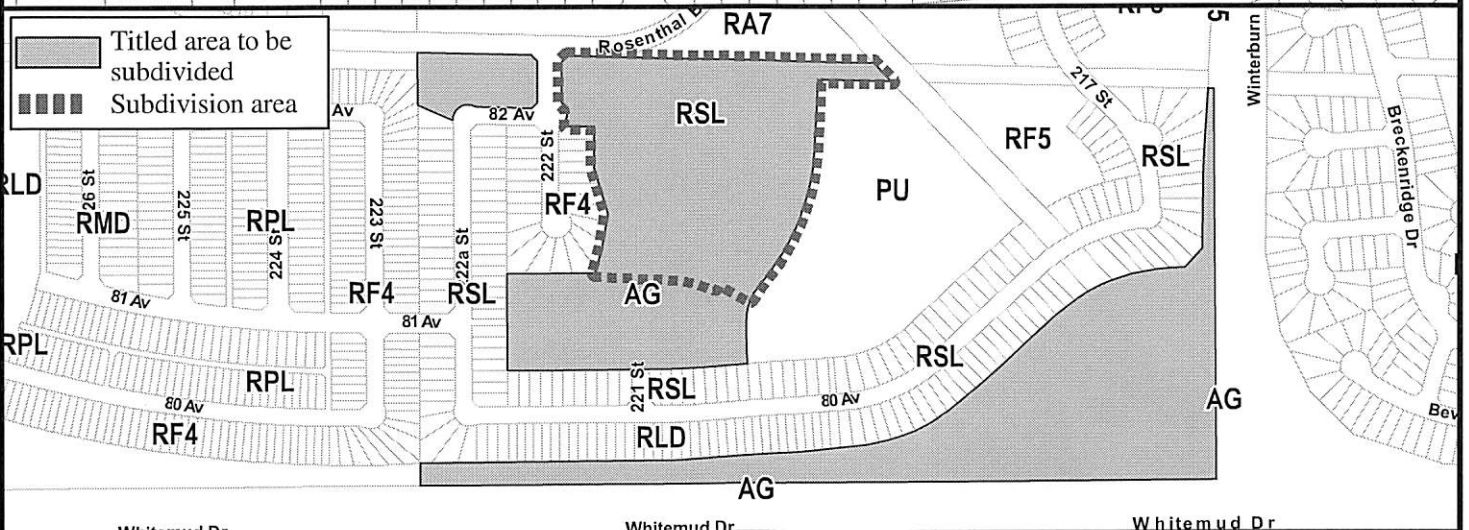 Titled area to be
subdivided
Subdivision area
Rosenthal
RA7
Winterburn
RSL
217 St
RF5
RSL
Breckenridge Dr
Av
82 Av
222 St
RF4
PU
RLD
26 St
RMD
225 St
RPL
224 St
223 St
22a St
RF4
RSL
AG
81 Av
81 Av
RPL
RPL
221 St
RSL
RSL
80 Av
80 Av
RF4
RLD
AG
AG
Whitemud Dr
Whitemud Dr
Whitemud Dr